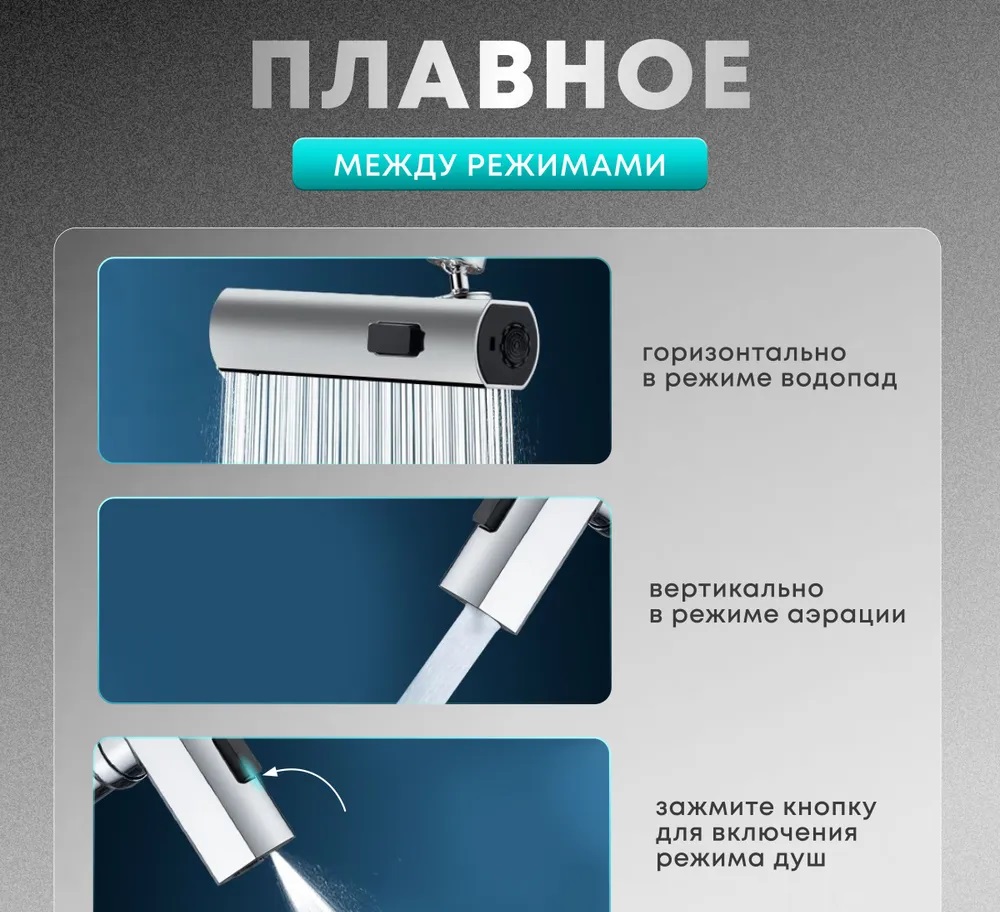 ПЛАВНОЕ
МЕЖДУ РЕЖИМАМИ
горизонтально
в режиме водопад
вертикально
в режиме аэрации
зажмите кнопку
для включения
режима душ